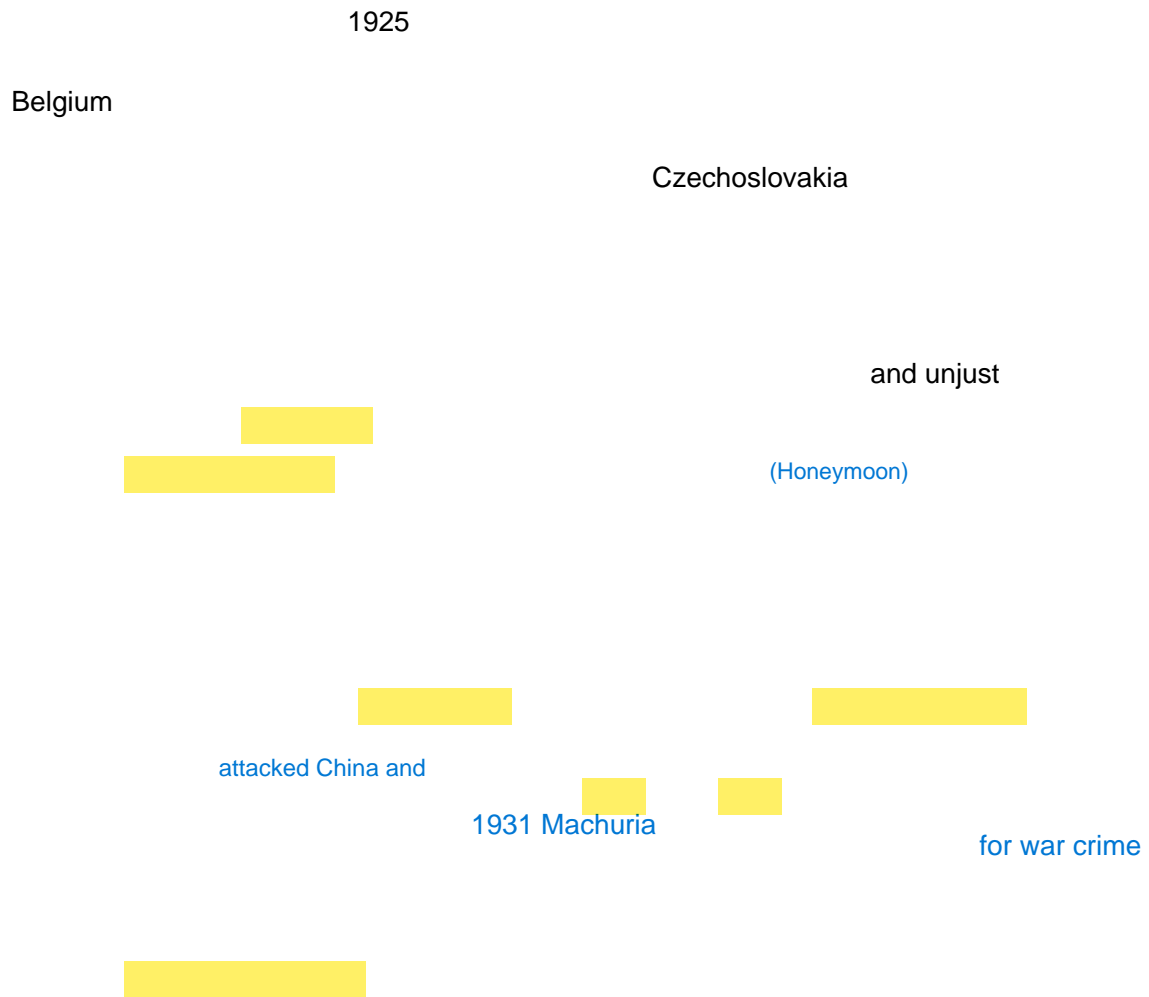 1925
Belgium
Czechoslovakia
and unjust
(Honeymoon)
attacked China and
1931 Machuria
for war crime